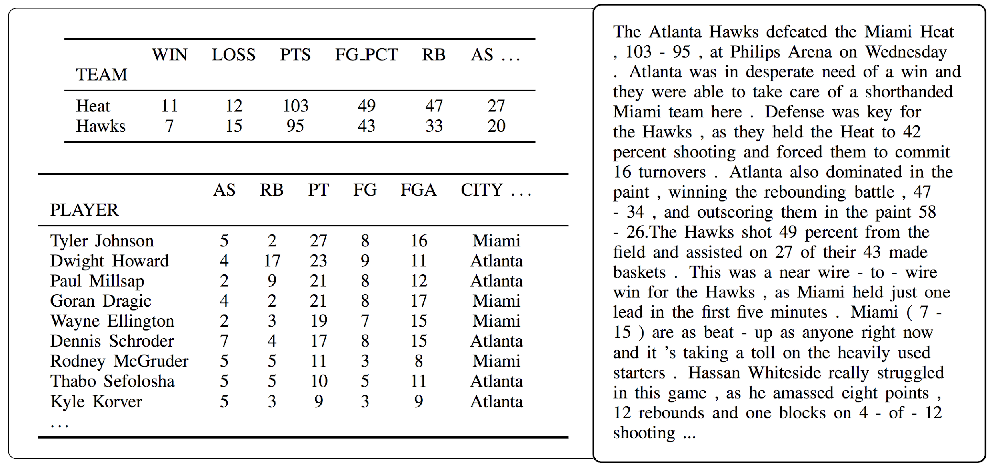 WIN LOSS PTS FG_PCT RB AS ...
TEAM
Heat 11 12 103 49 47 27
Hawks 7 15 95 43 33 20
AS RB PT FG FGA CITY ...
PLAYER
Tyler Johnson 5 2 27 8 16 Miami
Dwight Howard 4 17 23 9 11 Atlanta
Paul Millsap 2 9 21 8 12 Atlanta
Goran Dragic 4 2 21 8 17 Miami
Wayne Ellington 2 3 19 7 15 Miami
Dennis Schroder 7 4 17 8 15 Atlanta
Rodney McGruder 5 5 11 3 8 Miami
Thabo Sefolosha 5 5 10 5 11 Atlanta
Kyle Korver 5 3 9 3 9 Atlanta
...
The Atlanta Hawks defeated the Miami Heat
, 103 - 95 , at Philips Arena on Wednesday
. Atlanta was in desperate need of a win and
they were able to take care of a shorthanded
Miami team here . Defense was key for
the Hawks , as they held the Heat to 42
percent shooting and forced them to commit
16 turnovers . Atlanta also dominated in the
paint , winning the rebounding battle , 47
- 34 , and outscoring them in the paint 58
- 26.The Hawks shot 49 percent from the
field and assisted on 27 of their 43 made
baskets . This was a near wire - to - wire
win for the Hawks , as Miami held just one
lead in the first five minutes . Miami ( 7 -
15 ) are as beat - up as anyone right now
and it 's taking a toll on the heavily used
starters . Hassan Whiteside really struggled
in this game , as he amassed eight points ,
12 rebounds and one blocks on 4 - of - 12
shooting ...